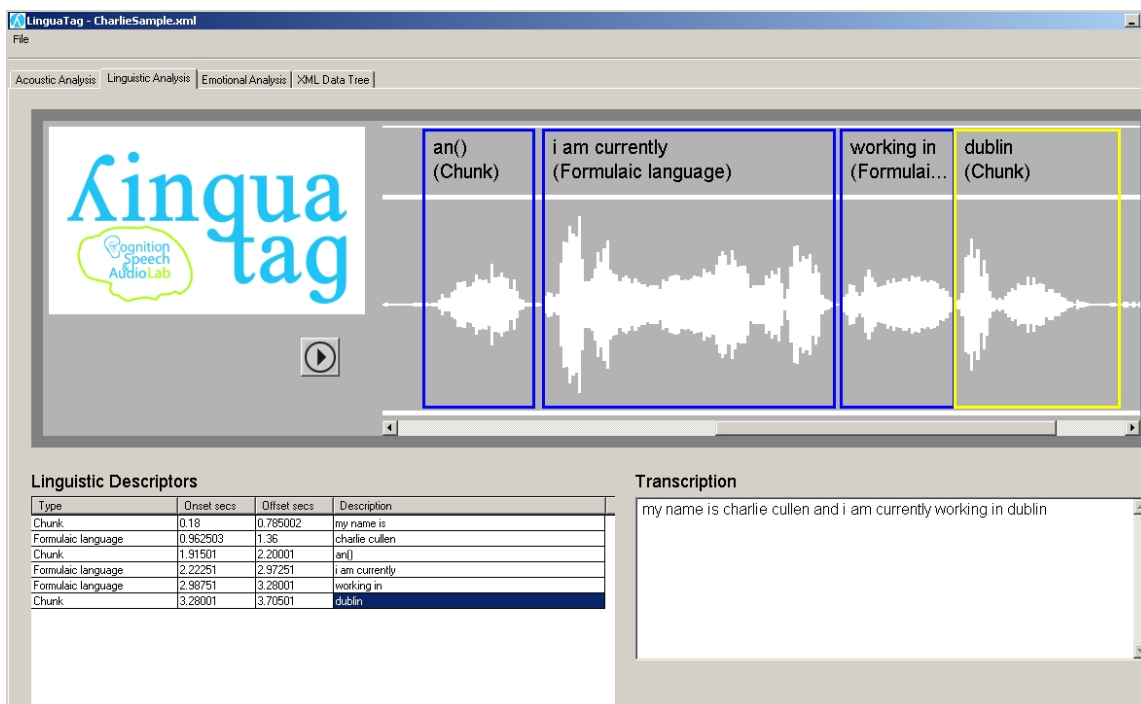 LinguaTag - CharlieSample.xml
File
Acoustic Analysis Linguistic Analysis Emotional Analysis XML Data Tree
an() i am currently working in dublin
(Chunk) (Formulaic language) (Formulai... (Chunk)
ʎinqua
tag
Cognition
Speech
AudioLab
Linguistic Descriptors
Type Onset secs Offset secs Description
Chunk 0.18 0.785002 my name is
Formulaic language 0.962503 1.36 charlie cullen
Chunk 1.91501 2.20001 an()
Formulaic language 2.22251 2.97251 i am currently
Formulaic language 2.98751 3.28001 working in
Chunk 3.28001 3.70501 dublin
Transcription
my name is charlie cullen and i am currently working in dublin